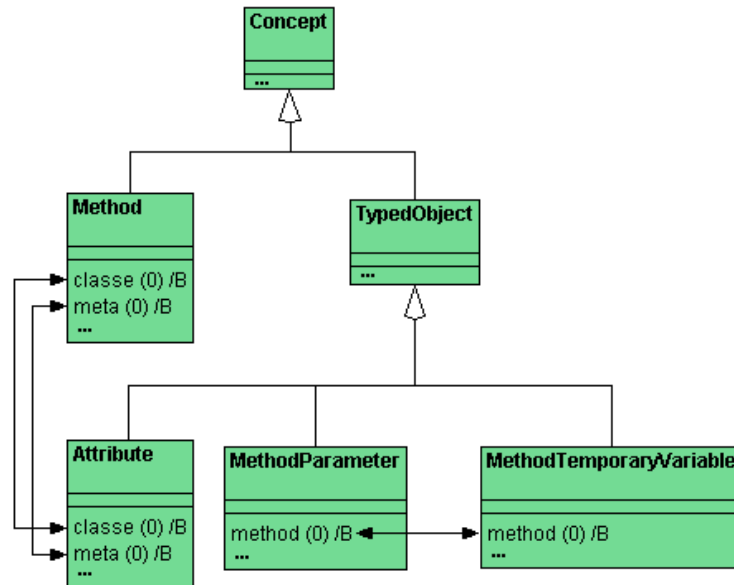 Concept
...
Method
classe (0) /B
meta (0) /B
...
TypedObject
...
Attribute
classe (0) /B
meta (0) /B
...
MethodParameter
method (0) /B
...
MethodTemporaryVariable
method (0) /B
...